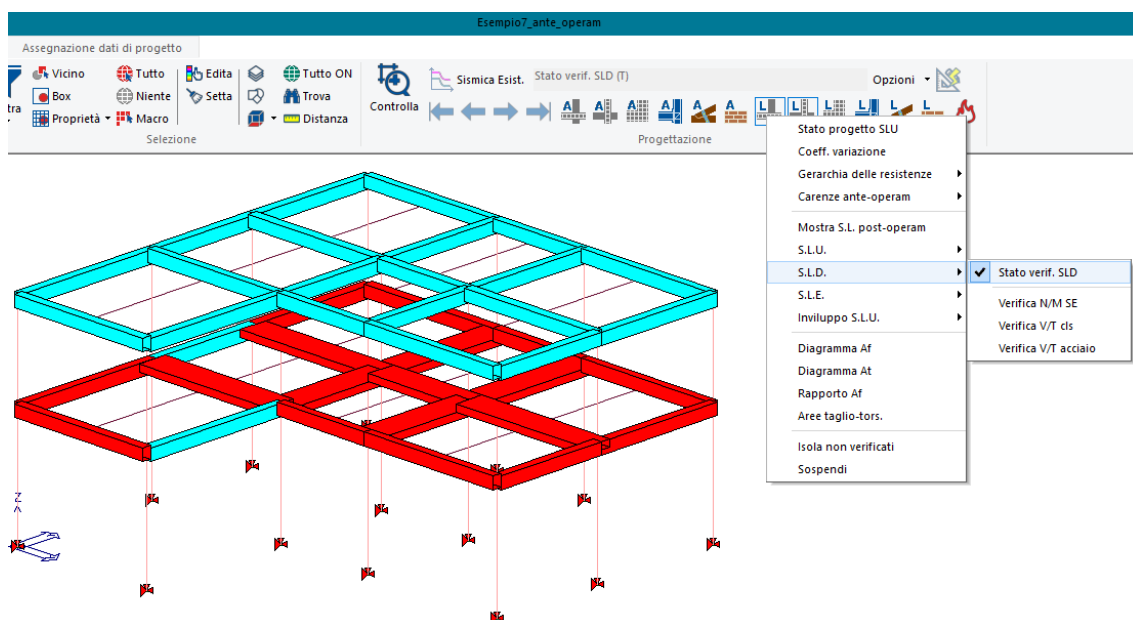 Esempio7_ante_operam
Assegnazione dati di progetto
Vicino Tutto Edita Tutto ON
Box Niente Setta Trova
tra Proprietà Macro Distanza
Selezione
Controlla
Sismica Esist. Stato verif. SLD (T) Opzioni
A A A A A A L L L L L L
Progettazione
Stato progetto SLU
Coeff. variazione
Gerarchia delle resistenze
Carenze ante-operam
Mostra S.L. post-operam
S.L.U.
S.L.D.
S.L.E.
Inviluppo S.L.U.
Diagramma Af
Diagramma At
Rapporto Af
Aree taglio-tors.
Isola non verificati
Sospendi
Stato verif. SLD
Verifica N/M SE
Verifica V/T cls
Verifica V/T acciaio
Z